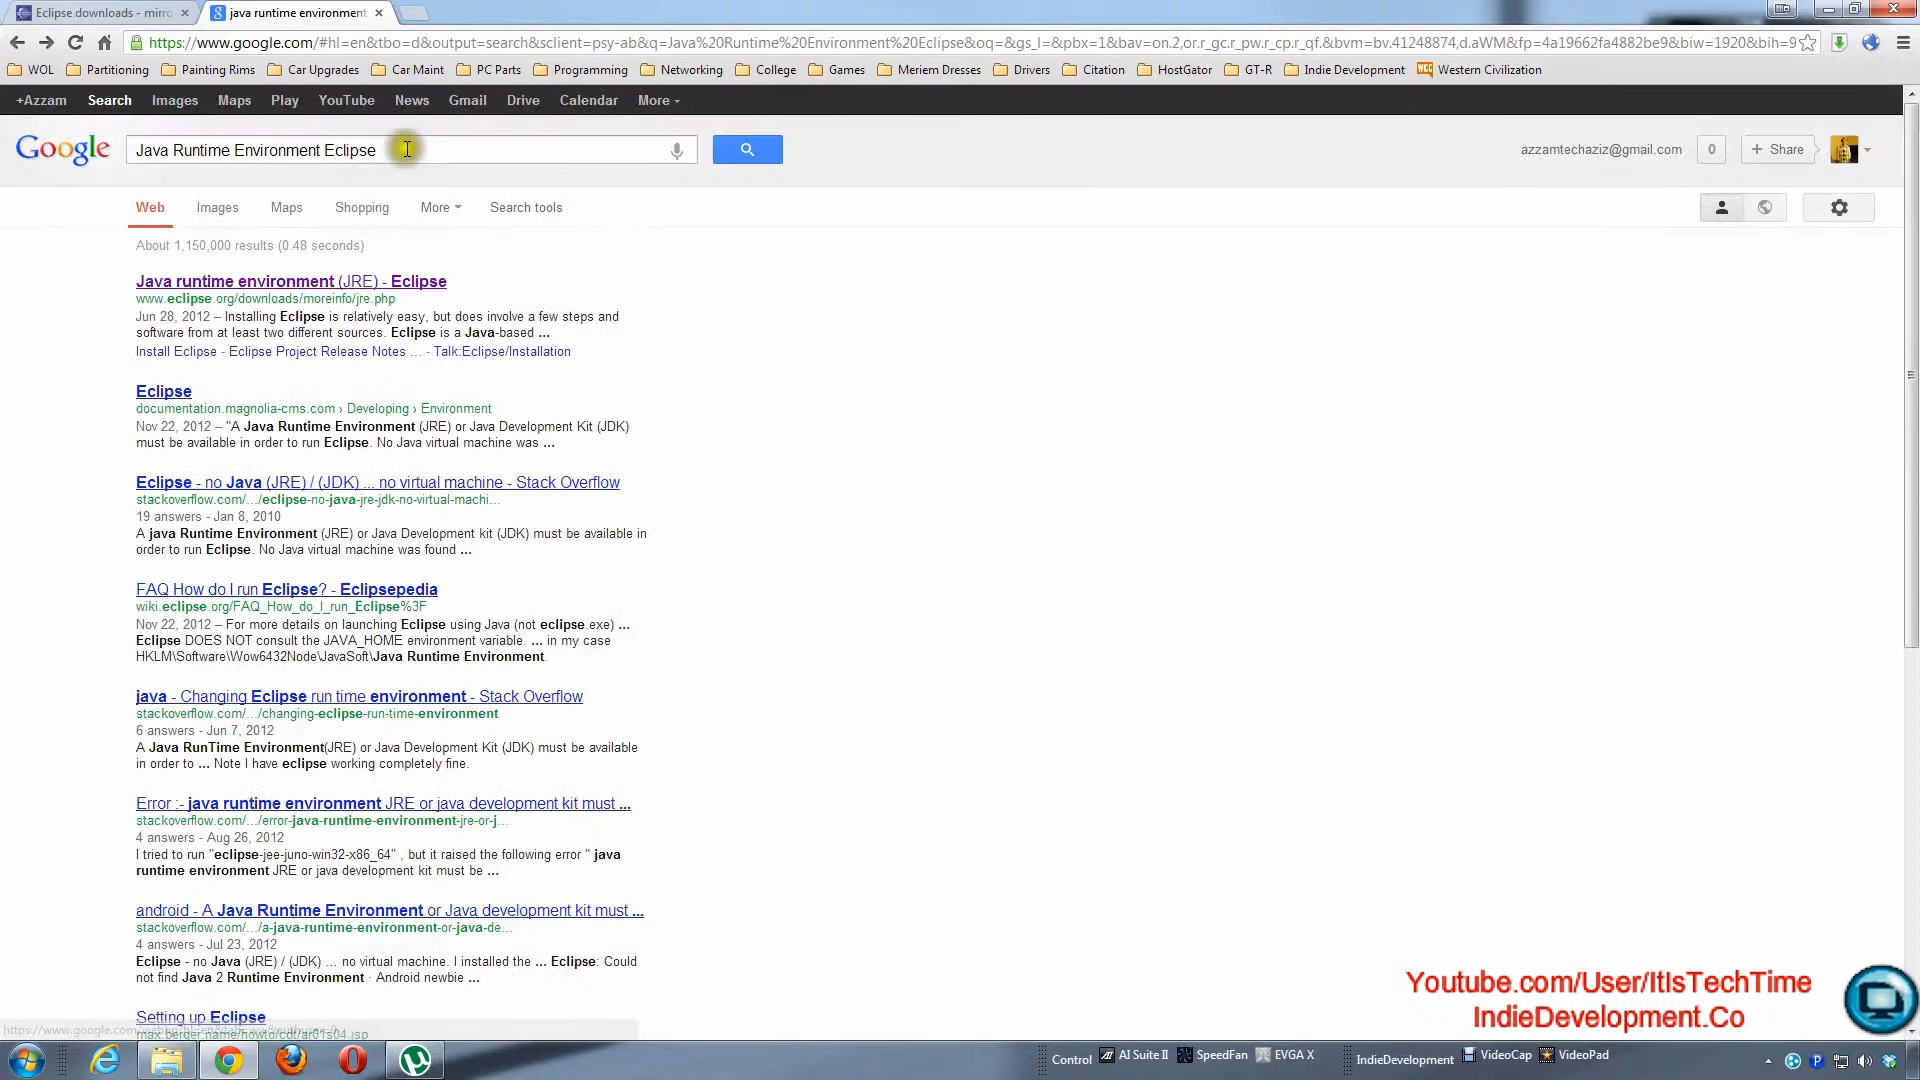 Eclipse downloads - mirro
java runtime environment
https://www.google.com/#hl=en&tbo=d&output=search&sclient=psy-ab&q=Java%20Runtime%20Environment%20Eclipse&oq=&gs_l=&pbx=1&bav=on.2,or.r_gc.r_pw.r_cp.r_qf.&bvm=bv.41248874,d.aWM&fp=4a19662fa4882be9&biw=1920&bih=9
WOL Partitioning Painting Rims Car Upgrades Car Maint PC Parts Programming Networking College Games Meriem Dresses Drivers Citation HostGator GT-R Indie Development Western Civilization
+Azzam Search Images Maps Play YouTube News Gmail Drive Calendar More
Google Java Runtime Environment Eclipse azzamtechaziz@gmail.com 0 + Share
Web Images Maps Shopping More Search tools
About 1,150,000 results (0.48 seconds)
Java runtime environment (JRE) - Eclipse
www.eclipse.org/downloads/moreinfo/jre.php
Jun 28, 2012 – Installing Eclipse is relatively easy, but does involve a few steps and
software from at least two different sources. Eclipse is a Java-based ...
Install Eclipse - Eclipse Project Release Notes ... - Talk:Eclipse/Installation
Eclipse
documentation.magnolia-cms.com › Developing › Environment
Nov 22, 2012 – "A Java Runtime Environment (JRE) or Java Development Kit (JDK)
must be available in order to run Eclipse. No Java virtual machine was ...
Eclipse - no Java (JRE) / (JDK) ... no virtual machine - Stack Overflow
stackoverflow.com/.../eclipse-no-java-jre-jdk-no-virtual-machi...
19 answers - Jan 8, 2010
A java Runtime Environment (JRE) or Java Development kit (JDK) must be available in
order to run Eclipse. No Java virtual machine was found ...
FAQ How do I run Eclipse? - Eclipsepedia
wiki.eclipse.org/FAQ_How_do_I_run_Eclipse%3F
Nov 22, 2012 – For more details on launching Eclipse using Java (not eclipse.exe) ...
Eclipse DOES NOT consult the JAVA_HOME environment variable. ... in my case
HKLM\Software\Wow6432Node\JavaSoft\Java Runtime Environment.
java - Changing Eclipse run time environment - Stack Overflow
stackoverflow.com/.../changing-eclipse-run-time-environment
6 answers - Jun 7, 2012
A Java RunTime Environment(JRE) or Java Development Kit (JDK) must be available
in order to ... Note I have eclipse working completely fine.
Error :- java runtime environment JRE or java development kit must ...
stackoverflow.com/.../error-java-runtime-environment-jre-or-j...
4 answers - Aug 26, 2012
I tried to run "eclipse-jee-juno-win32-x86_64" , but it raised the following error " java
runtime environment JRE or java development kit must be ...
android - A Java Runtime Environment or Java development kit must ...
stackoverflow.com/.../a-java-runtime-environment-or-java-de...
4 answers - Jul 23, 2012
Eclipse - no Java (JRE) / (JDK) ... no virtual machine. I installed the ... Eclipse: Could
not find Java 2 Runtime Environment · Android newbie ...
Setting up Eclipse
max.berger.name/howto/cdt/ar01s04.jsp
Youtube.com/User/ItIsTechTime
IndieDevelopment.Co
Control AI Suite II SpeedFan EVGA X IndieDevelopment VideoCap VideoPad